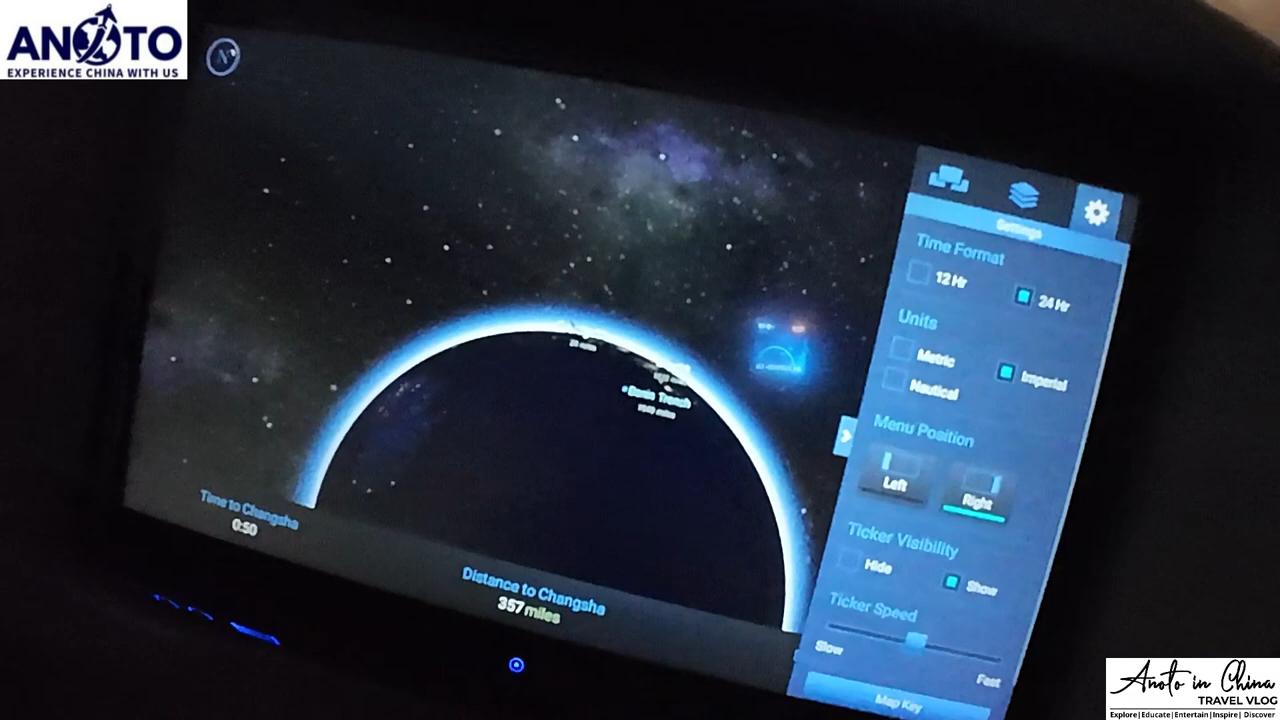 ANOTO
EXPERIENCE CHINA WITH US
N
Settings
Time Format
12 Hr
24 Hr
Units
Metric
Imperial
Nautical
Menu Position
Left
Right
Ticker Visibility
Hide
Show
Ticker Speed
Slow
Fast
Map Key
Trench
Time to Changsha
0:50
Distance to Changsha
357 miles
Anoto in China
TRAVEL VLOG
Explore|Educate|Entertain|Inspire| Discover